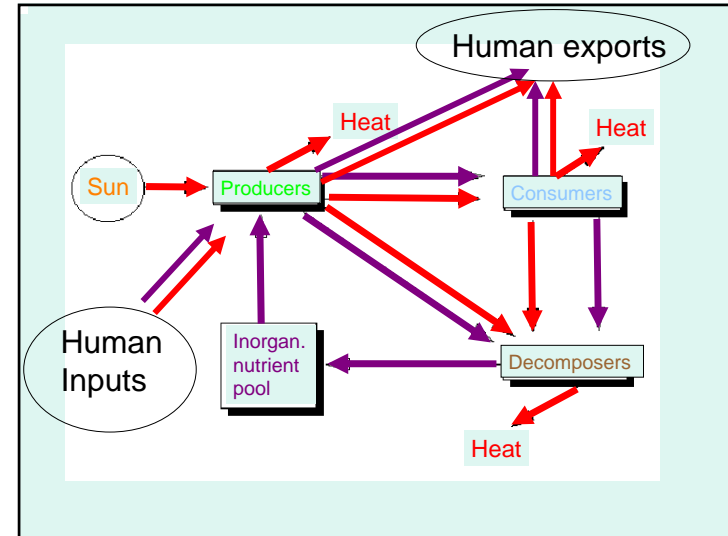 Human exports
Heat
Heat
Sun
Producers
Consumers
Human
Inputs
Inorgan.
nutrient
pool
Decomposers
Heat